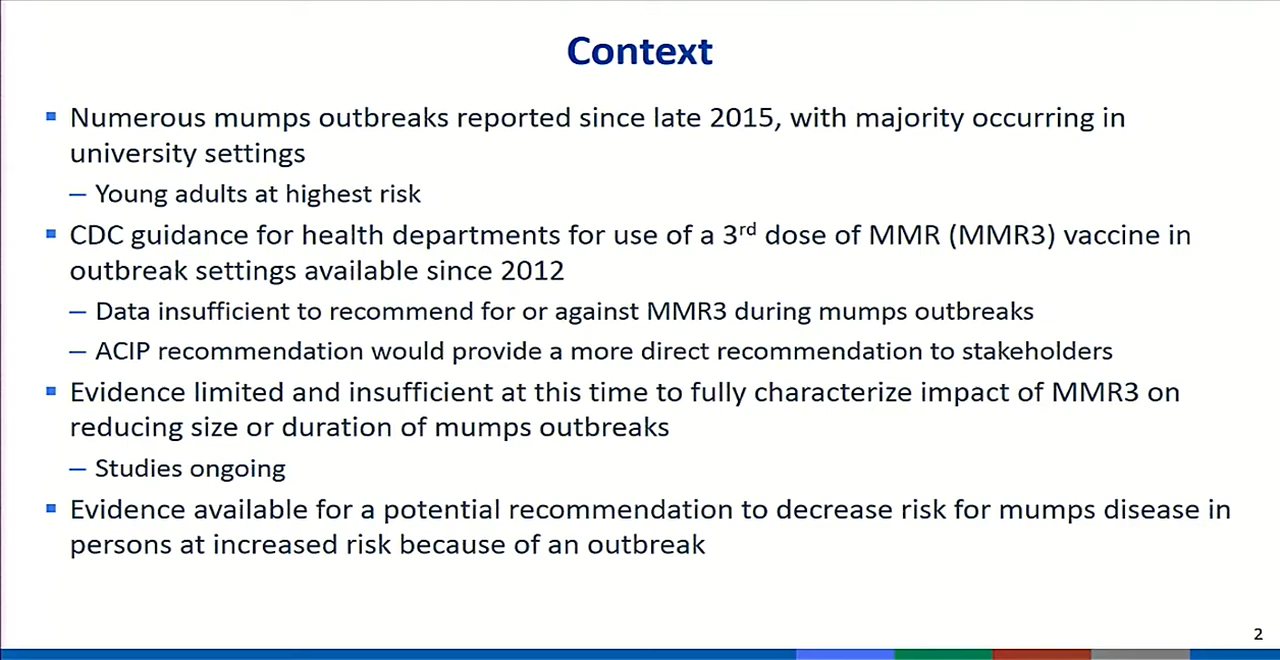 Context
Numerous mumps outbreaks reported since late 2015, with majority occurring in
university settings
– Young adults at highest risk
CDC guidance for health departments for use of a 3rd dose of MMR (MMR3) vaccine in
outbreak settings available since 2012
– Data insufficient to recommend for or against MMR3 during mumps outbreaks
– ACIP recommendation would provide a more direct recommendation to stakeholders
Evidence limited and insufficient at this time to fully characterize impact of MMR3 on
reducing size or duration of mumps outbreaks
– Studies ongoing
Evidence available for a potential recommendation to decrease risk for mumps disease in
persons at increased risk because of an outbreak
2